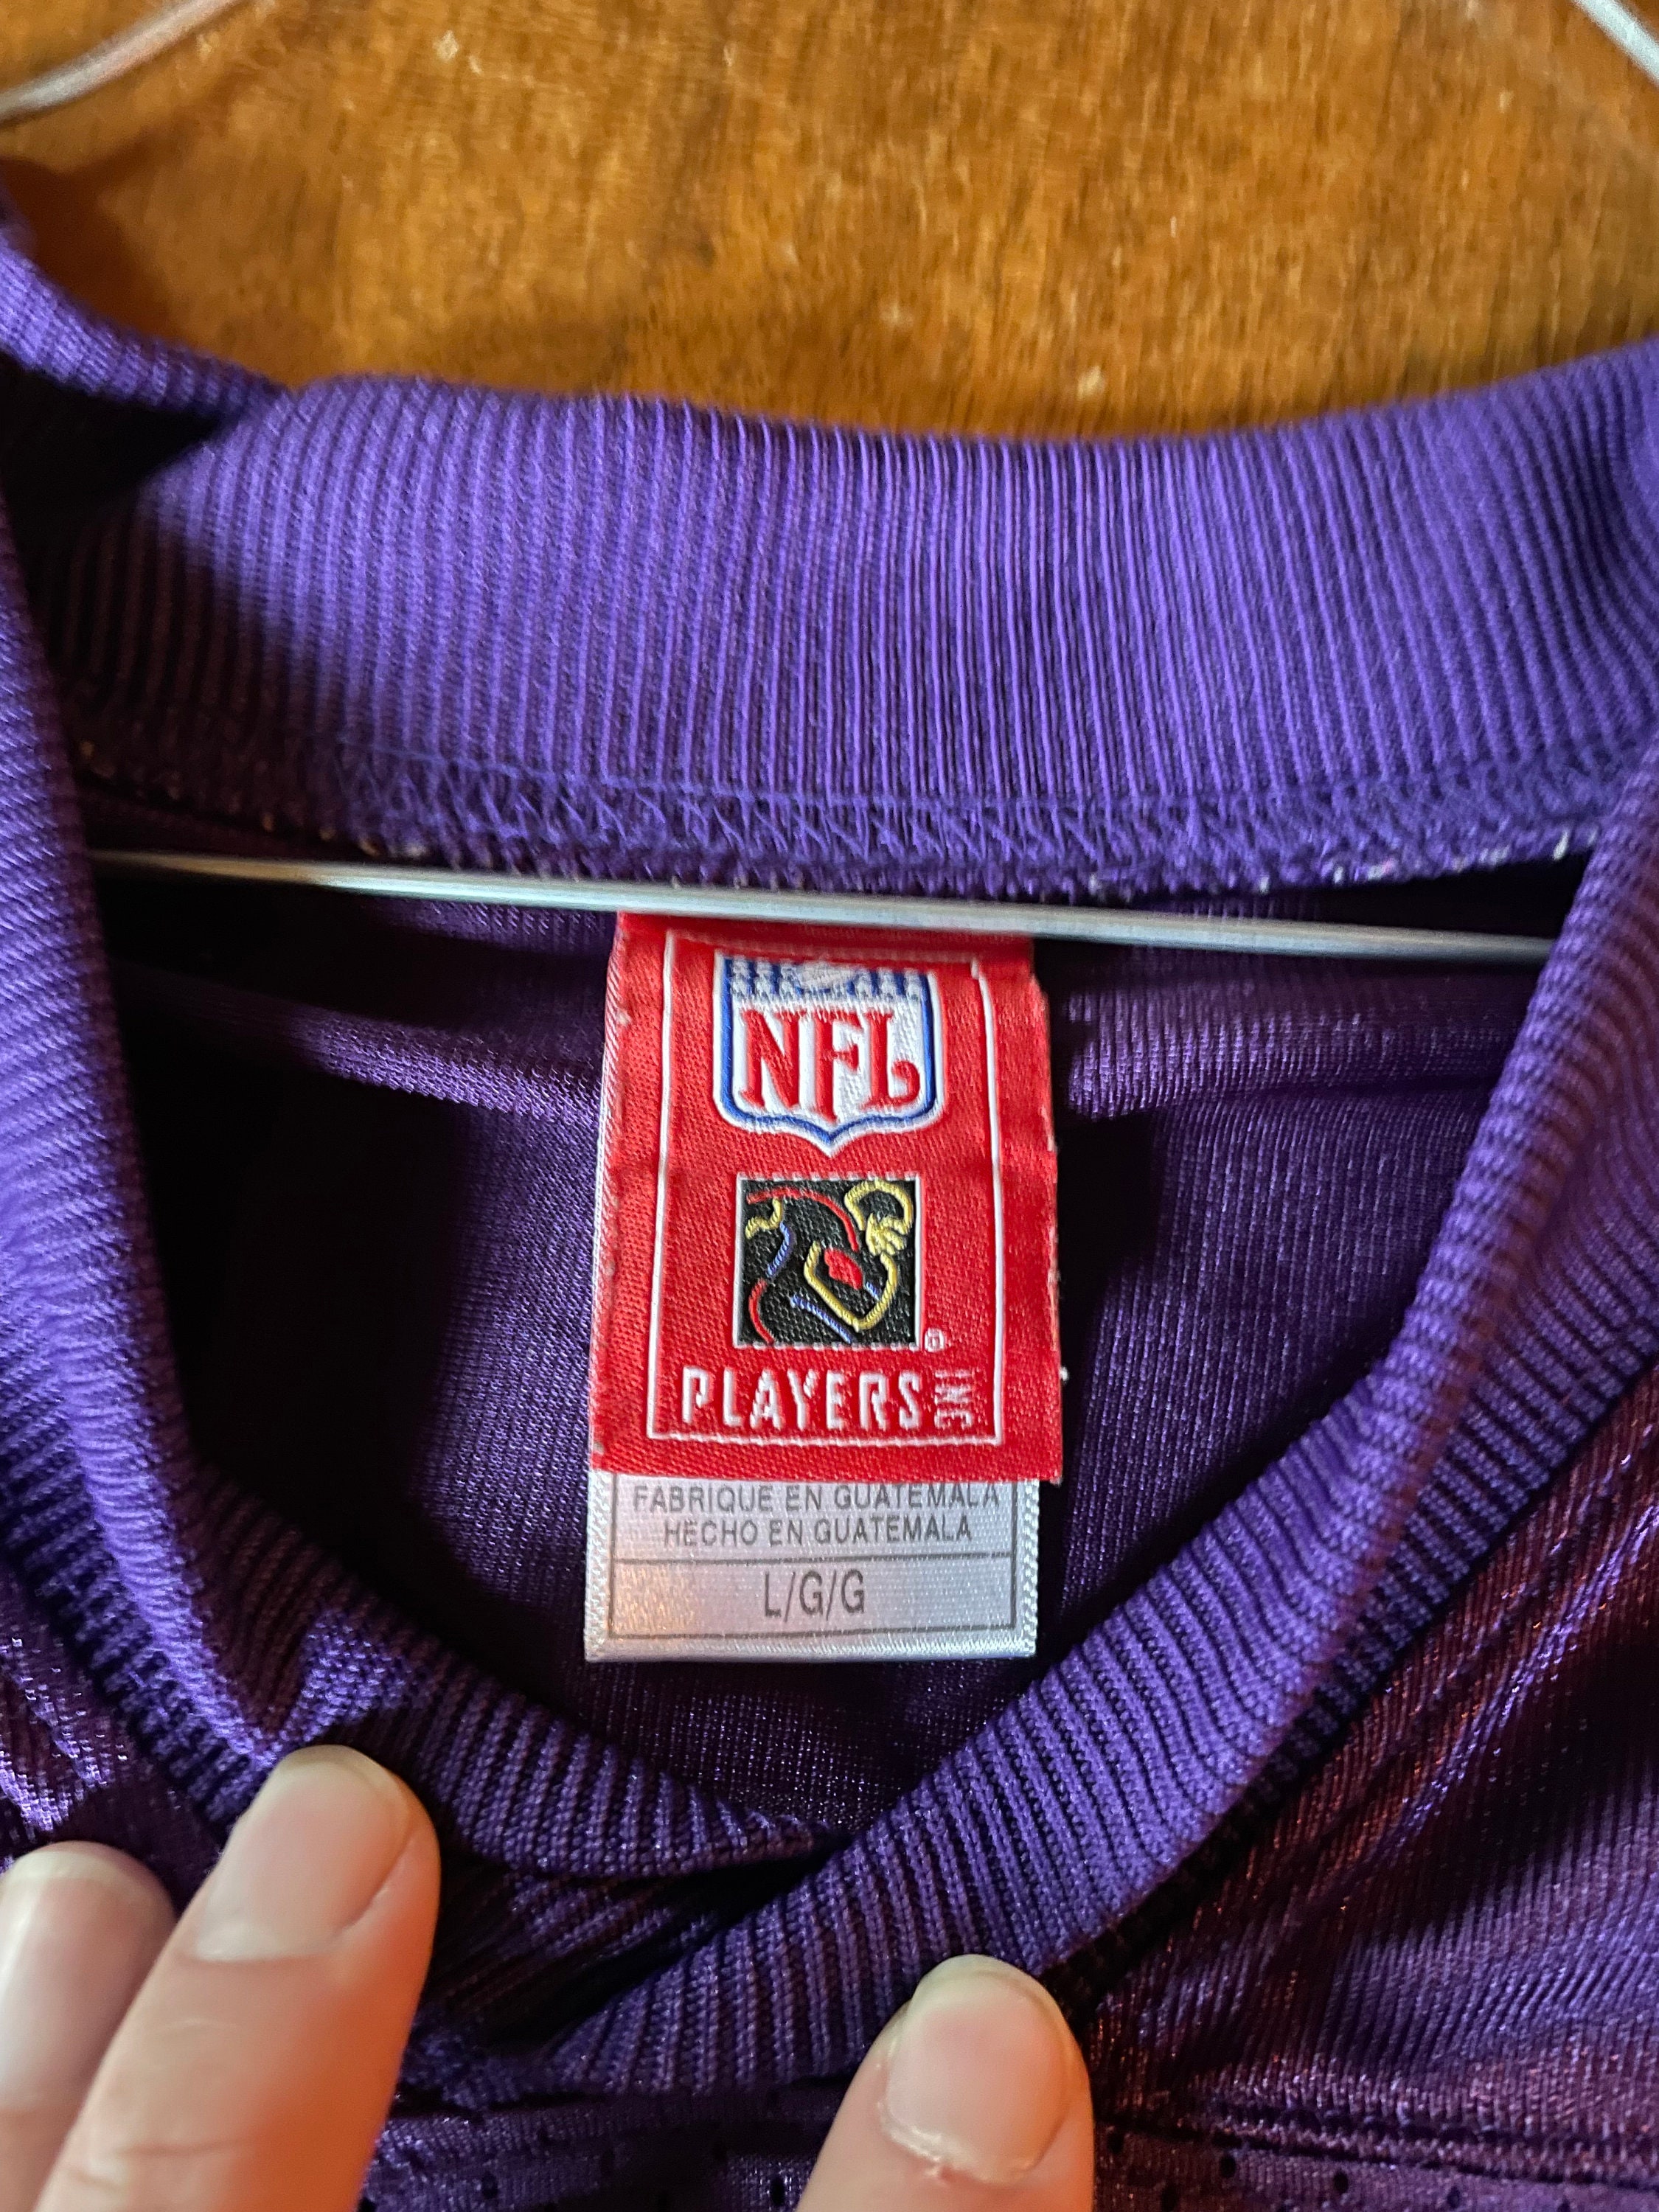 NFL
®
PLAYERS INC
FABRIQUE EN GUATEMALA
HECHO EN GUATEMALA
L/G/G